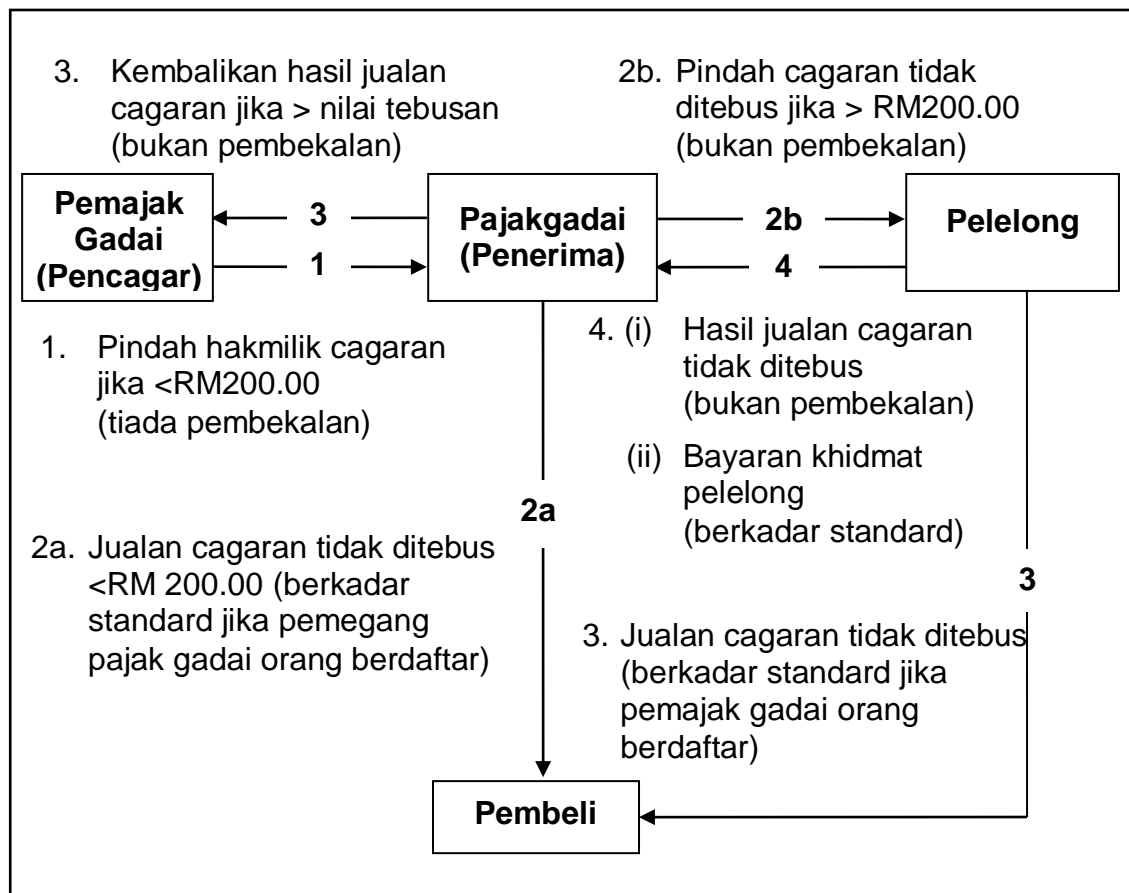 3. Kembalikan hasil jualan
cagaran jika > nilai tebusan
(bukan pembekalan)
2b. Pindah cagaran tidak
ditebus jika > RM200.00
(bukan pembekalan)
Pemajak
Gadai
(Pencagar)
3
1
Pajakgadai
(Penerima)
2b
4
Pelelong
1. Pindah hakmilik cagaran
jika <RM200.00
(tiada pembekalan)
4. (i) Hasil jualan cagaran
tidak ditebus
(bukan pembekalan)
(ii) Bayaran khidmat
pelelong
(berkadar standard)
2a
2a. Jualan cagaran tidak ditebus
<RM 200.00 (berkadar
standard jika pemegang
pajak gadai orang berdaftar)
3
3. Jualan cagaran tidak ditebus
(berkadar standard jika
pemajak gadai orang
berdaftar)
Pembeli